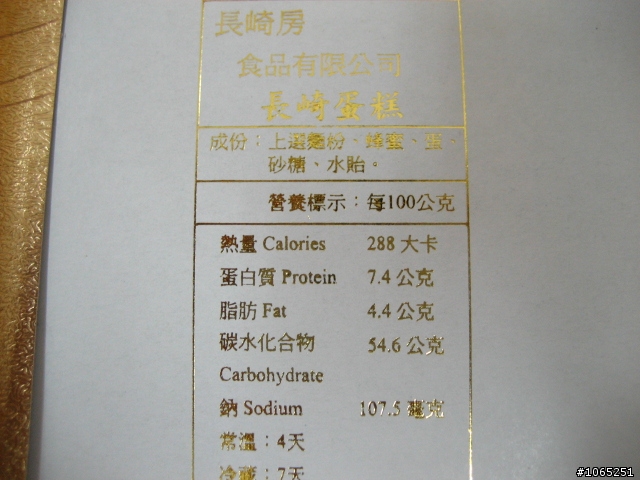 長崎房
食品有限公司
長崎蛋糕
成份：上選麵粉、蜂蜜、蛋、
砂糖、水飴。
營養標示：每100公克
熱量 Calories 288 大卡
蛋白質 Protein 7.4 公克
脂肪 Fat 4.4 公克
碳水化合物 54.6 公克
Carbohydrate
鈉 Sodium 107.5 毫克
常溫：4天
冷藏：7天
#1065251